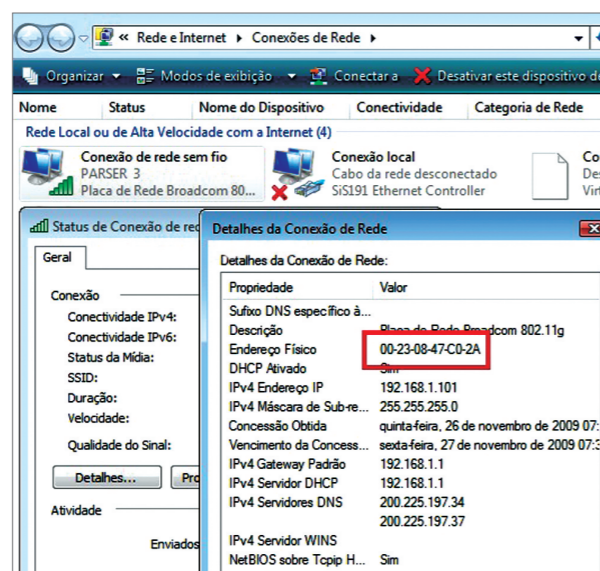 « Rede e Internet ▸ Conexões de Rede ▸
Organizar Modos de exibição Conectar a Desativar este dispositivo de
Nome Status Nome do Dispositivo Conectividade Categoria de Rede
Rede Local ou de Alta Velocidade com a Internet (4)
Conexão de rede sem fio
PARSER 3
Placa de Rede Broadcom 80...
Conexão local
Cabo da rede desconectado
SiS191 Ethernet Controller
Co
Des
Virt
Status de Conexão de red
Geral
Conexão
Conectividade IPv4:
Conectividade IPv6:
Status da Mídia:
SSID:
Duração:
Velocidade:
Qualidade do Sinal:
Detalhes... Pro
Atividade
Enviados
Detalhes da Conexão de Rede
Detalhes da Conexão de Rede:
Propriedade Valor
Sufixo DNS específico à...
Descrição Placa de Rede Broadcom 802.11g
Endereço Físico 00-23-08-47-C0-2A
DHCP Ativado Sim
IPv4 Endereço IP 192.168.1.101
IPv4 Máscara de Sub-re... 255.255.255.0
Concessão Obtida quinta-feira, 26 de novembro de 2009 07:
Vencimento da Concess... sexta-feira, 27 de novembro de 2009 07:3
IPv4 Gateway Padrão 192.168.1.1
IPv4 Servidor DHCP 192.168.1.1
IPv4 Servidores DNS 200.225.197.34
200.225.197.37
IPv4 Servidor WINS
NetBIOS sobre Tcpip H... Sim